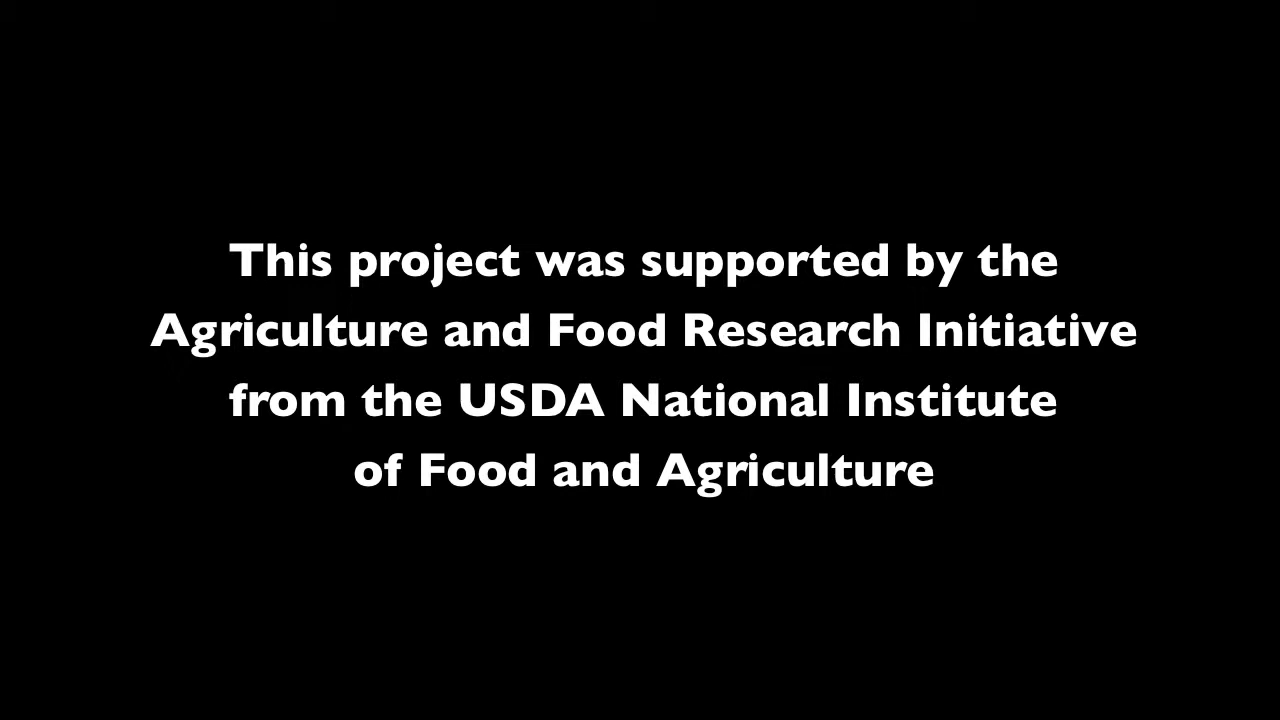 This project was supported by the
Agriculture and Food Research Initiative
from the USDA National Institute
of Food and Agriculture